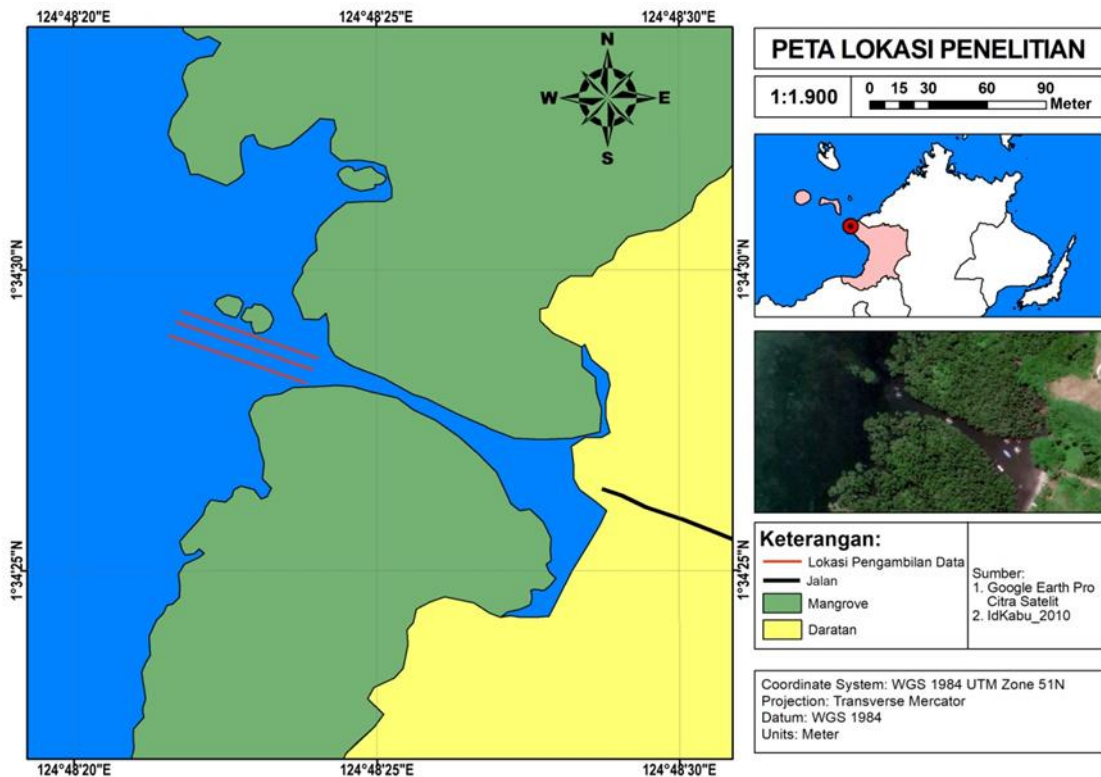 124°48'20"E 124°48'25"E 124°48'30"E
1°34'30"N
1°34'25"N
N
W E
S
1°34'30"N
1°34'25"N
124°48'20"E 124°48'25"E 124°48'30"E
PETA LOKASI PENELITIAN
1:1.900
0 15 30 60 90
Meter
Keterangan:
Lokasi Pengambilan Data
Jalan
Mangrove
Daratan
Sumber:
1. Google Earth Pro
Citra Satelit
2. IdKabu_2010
Coordinate System: WGS 1984 UTM Zone 51N
Projection: Transverse Mercator
Datum: WGS 1984
Units: Meter